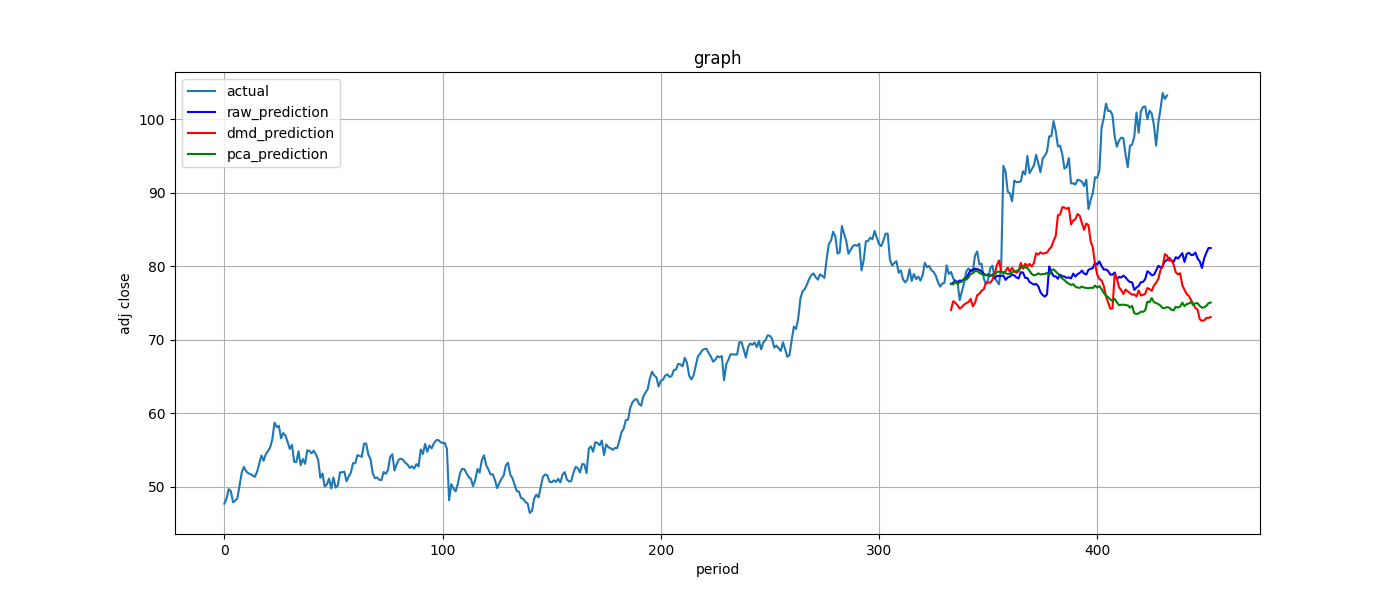 graph
actual
raw_prediction
dmd_prediction
pca_prediction
100
90
80
70
60
50
adj close
0 100 200 300 400
period